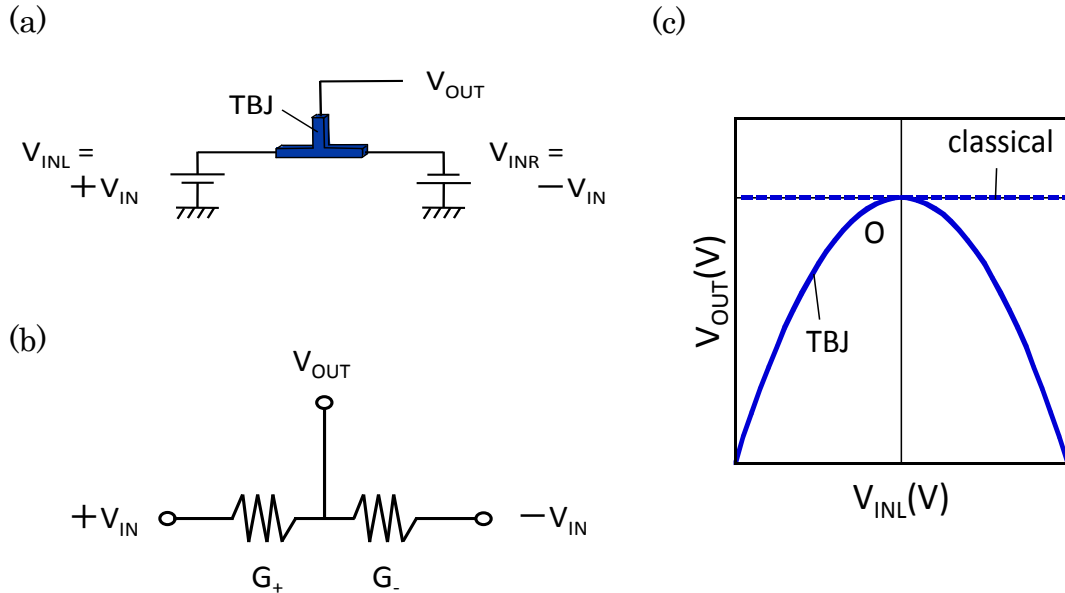 (a)
TBJ
V_OUT
V_INL =
+V_IN
V_INR =
−V_IN
(b)
V_OUT
+V_IN
−V_IN
G_+
G_-
(c)
classical
O
TBJ
V_OUT(V)
V_INL(V)